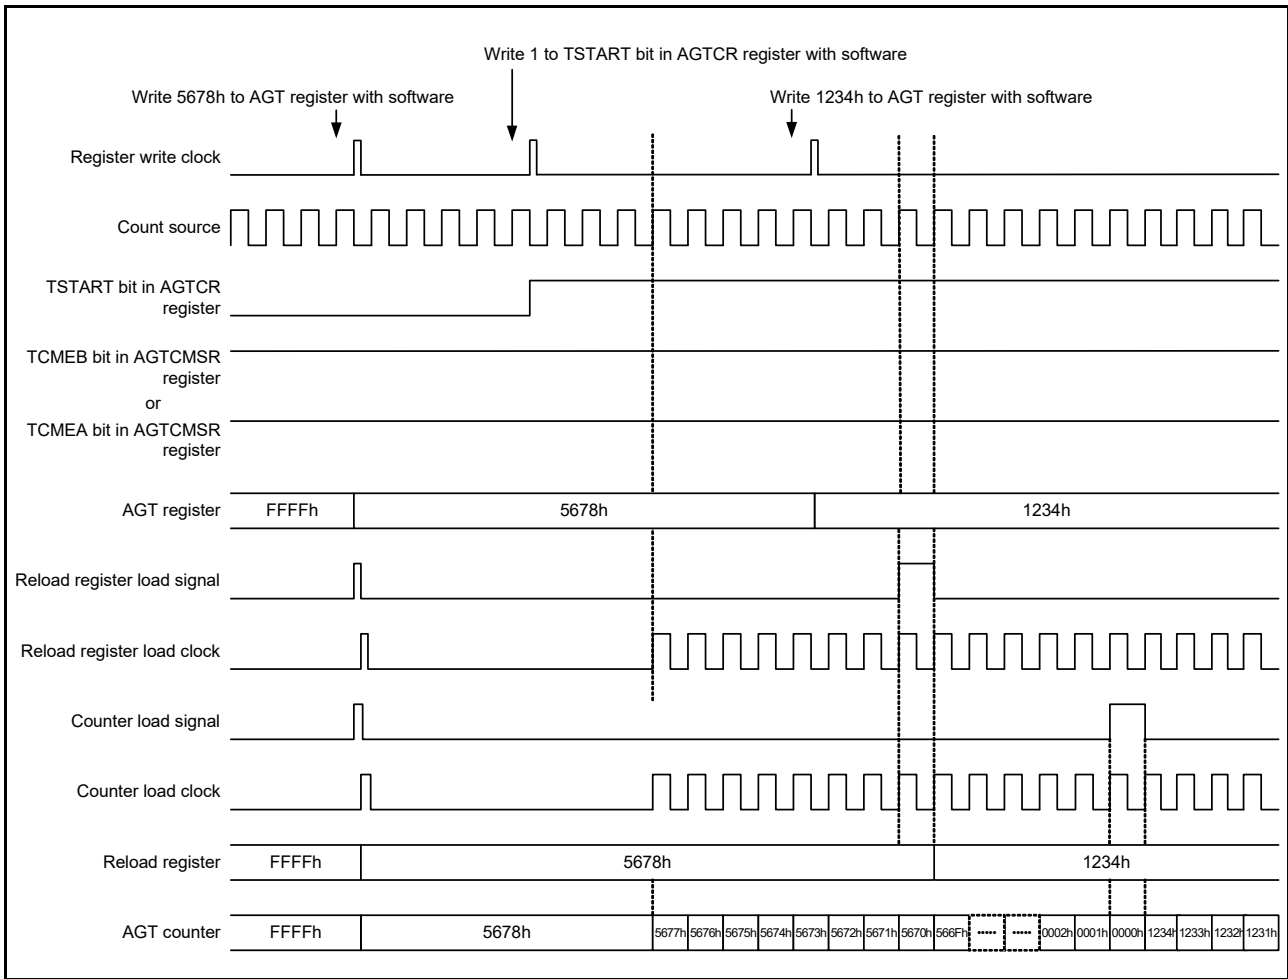 Write 1 to TSTART bit in AGTCR register with software
Write 5678h to AGT register with software
Write 1234h to AGT register with software
Register write clock
Count source
TSTART bit in AGTCR
register
TCMEB bit in AGTCMSR
register
or
TCMEA bit in AGTCMSR
register
AGT register FFFFh 5678h 1234h
Reload register load signal
Reload register load clock
Counter load signal
Counter load clock
Reload register FFFFh 5678h 1234h
AGT counter FFFFh 5678h 5677h 5676h 5675h 5674h 5673h 5672h 5671h 5670h 566Fh ..... ..... 0002h 0001h 0000h 1234h 1233h 1232h 1231h